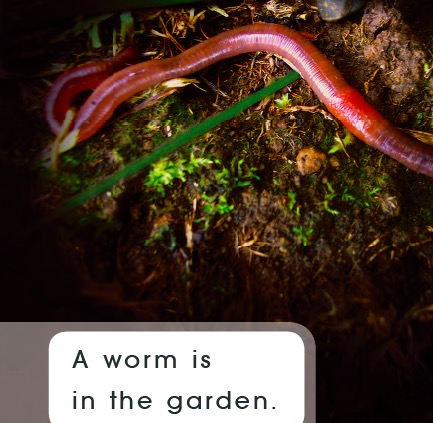 A worm is
in the garden.